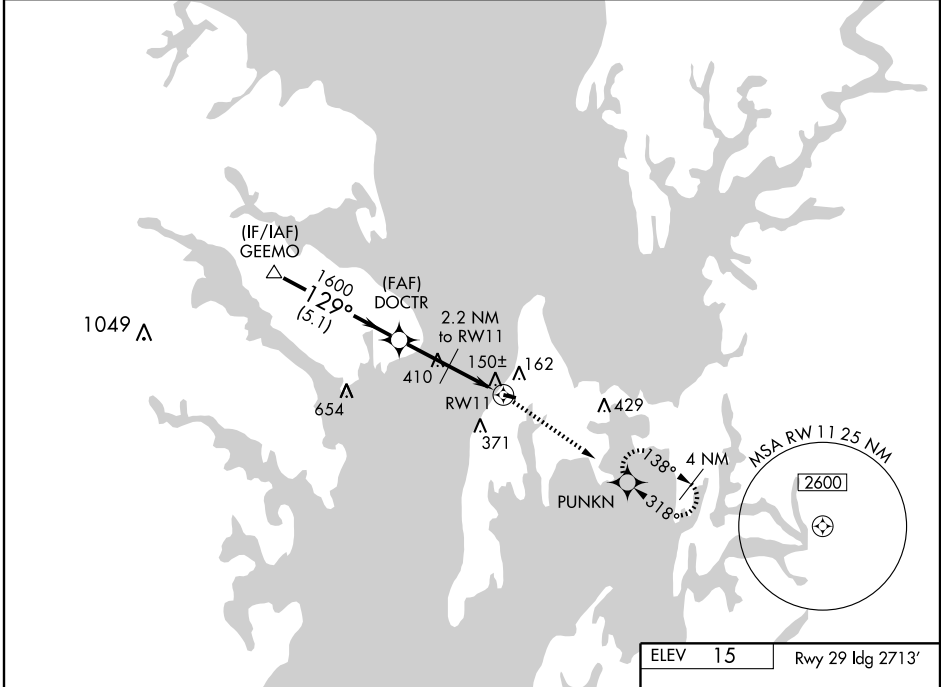 (IF/IAF)
GEEMO
1600
129°
(5.1)
(FAF)
DOCTR
2.2 NM
to RW11
1049
410
150±
162
654
RW11
371
429
138°
4 NM
318°
PUNKN
MSA RW 11 25 NM
2600
ELEV 15
Rwy 29 ldg 2713'